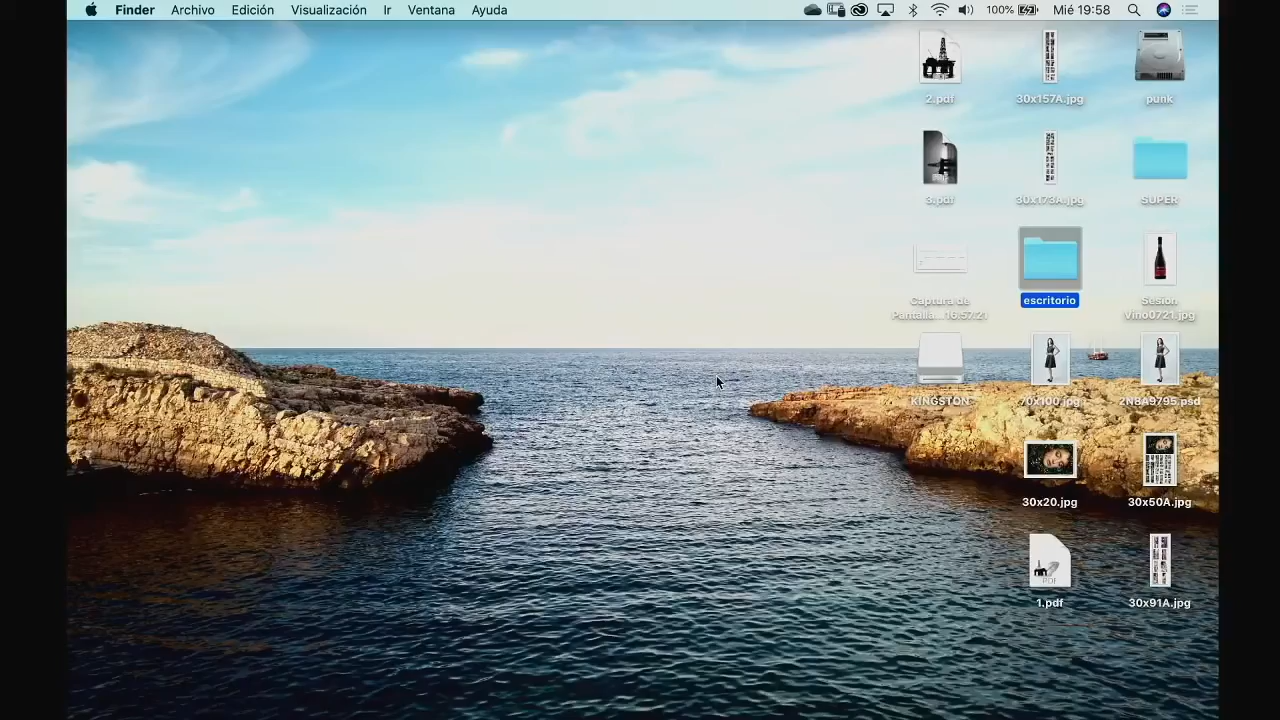 Finder Archivo Edición Visualización Ir Ventana Ayuda 100% Mié 19:58
2.pdf 30x157A.jpg punk
3.pdf 30x173A.jpg SUPER
Captura de
Pantalla...16:57:21
escritorio
Sesión
Vino0721.jpg
KINGSTON 70x100.jpg 2N8A9795.psd
30x20.jpg 30x50A.jpg
PDF
1.pdf 30x91A.jpg